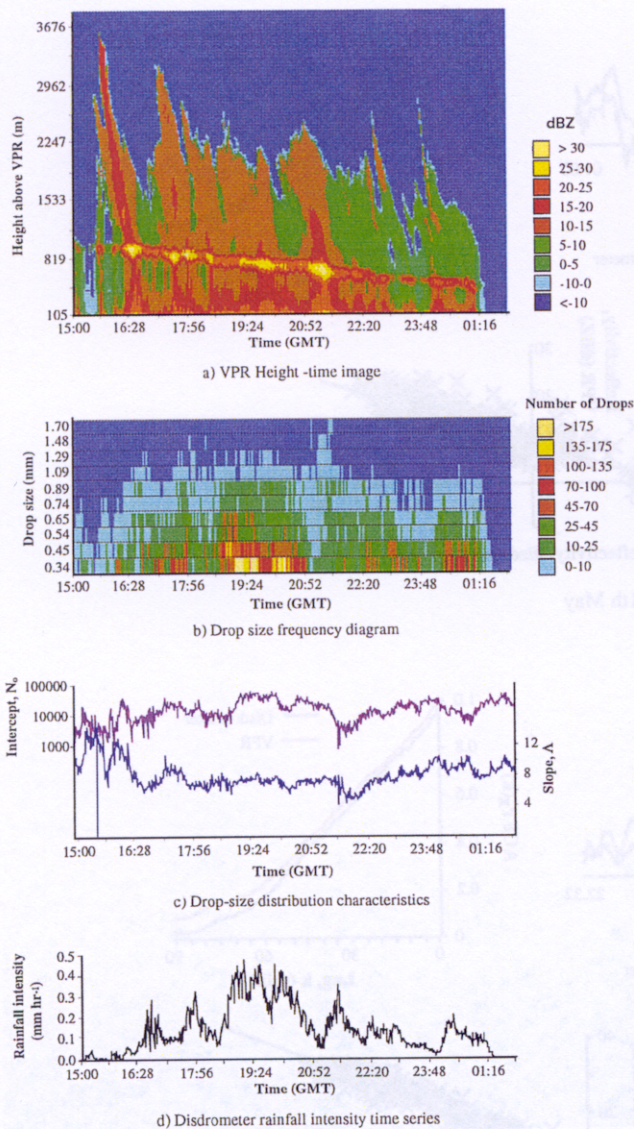 3676
2962
2247
1533
819
105
Height above VPR (m)
15:00 16:28 17:56 19:24 20:52 22:20 23:48 01:16
Time (GMT)
dBZ
> 30
25-30
20-25
15-20
10-15
5-10
0-5
-10-0
<-10
a) VPR Height -time image
1.70
1.48
1.29
1.09
0.89
0.74
0.65
0.54
0.45
0.34
Drop size (mm)
15:00 16:28 17:56 19:24 20:52 22:20 23:48 01:16
Time (GMT)
Number of Drops
>175
135-175
100-135
70-100
45-70
25-45
10-25
0-10
b) Drop size frequency diagram
100000
10000
1000
Intercept, No
12
8
4
Slope, Λ
15:00 16:28 17:56 19:24 20:52 22:20 23:48 01:16
Time (GMT)
c) Drop-size distribution characteristics
0.5
0.4
0.3
0.2
0.1
0.0
Rainfall intensity
(mm hr-1)
15:00 16:28 17:56 19:24 20:52 22:20 23:48 01:16
Time (GMT)
d) Disdrometer rainfall intensity time series